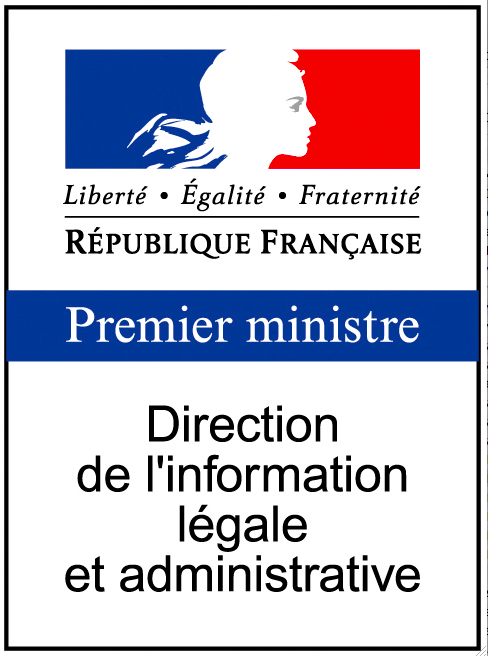 Liberté • Égalité • Fraternité
RÉPUBLIQUE FRANÇAISE
Premier ministre
Direction
de l'information
légale
et administrative